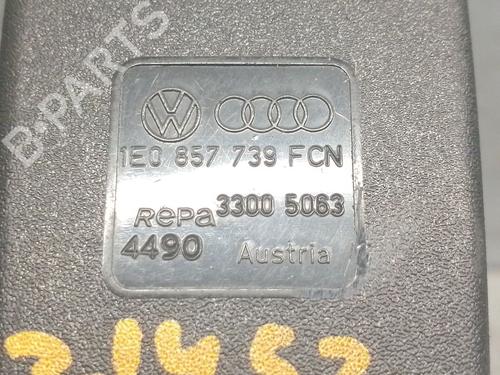 B-PARTS
1E0 857 739 FCN
Repa 3300 5063
4490 Austria